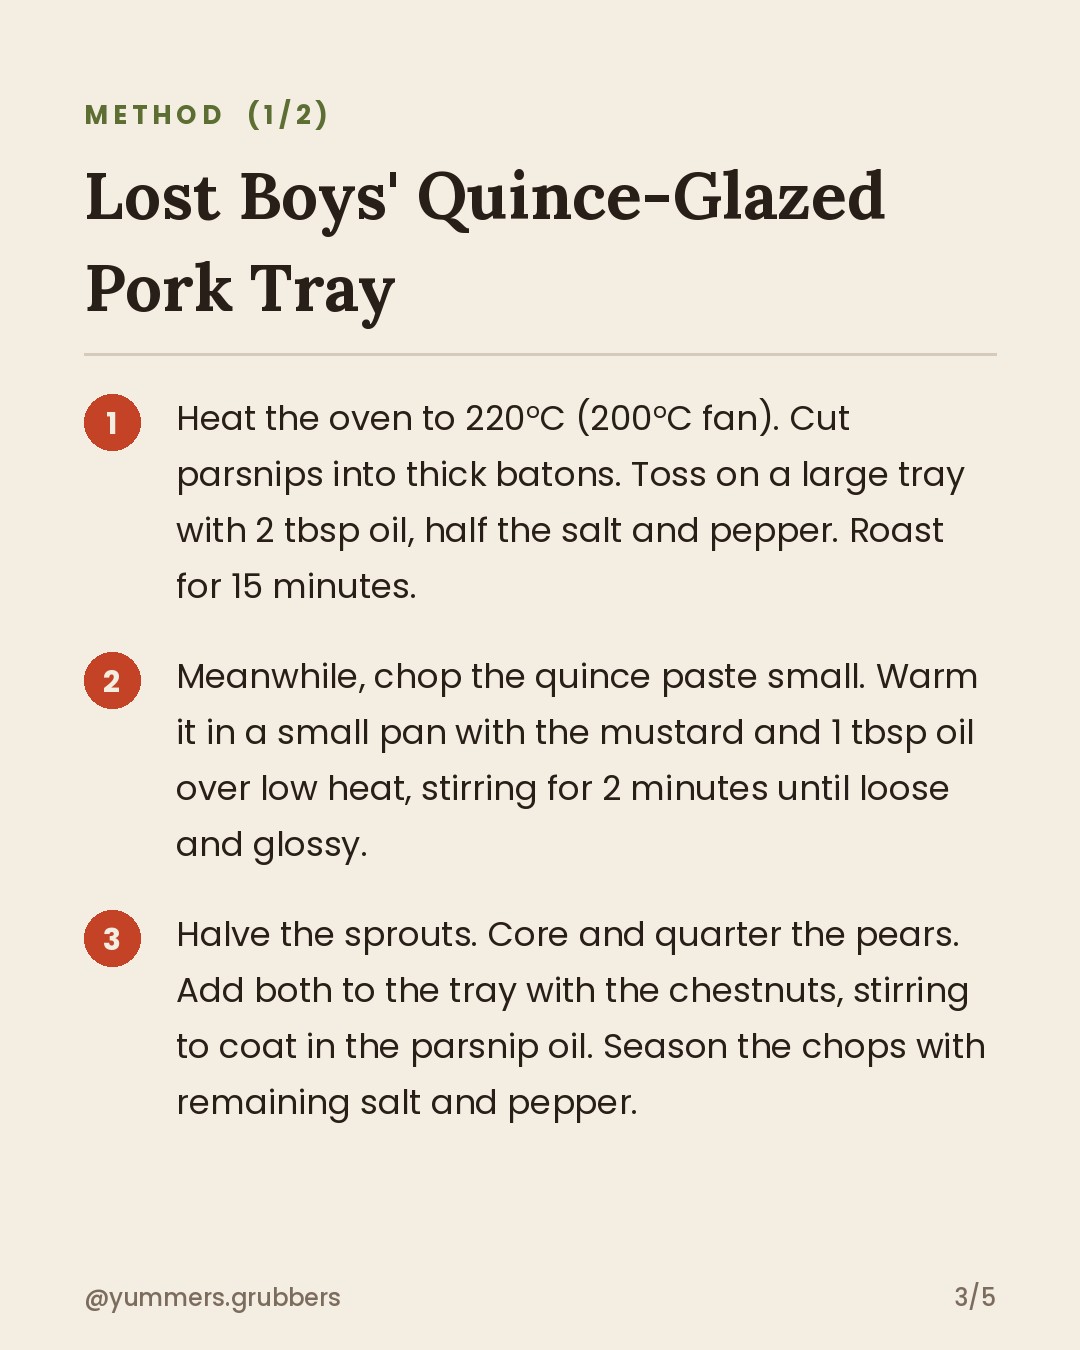 METHOD (1/2)
Lost Boys' Quince-Glazed
Pork Tray
1 Heat the oven to 220°C (200°C fan). Cut
parsnips into thick batons. Toss on a large tray
with 2 tbsp oil, half the salt and pepper. Roast
for 15 minutes.
2 Meanwhile, chop the quince paste small. Warm
it in a small pan with the mustard and 1 tbsp oil
over low heat, stirring for 2 minutes until loose
and glossy.
3 Halve the sprouts. Core and quarter the pears.
Add both to the tray with the chestnuts, stirring
to coat in the parsnip oil. Season the chops with
remaining salt and pepper.
@yummers.grubbers 3/5